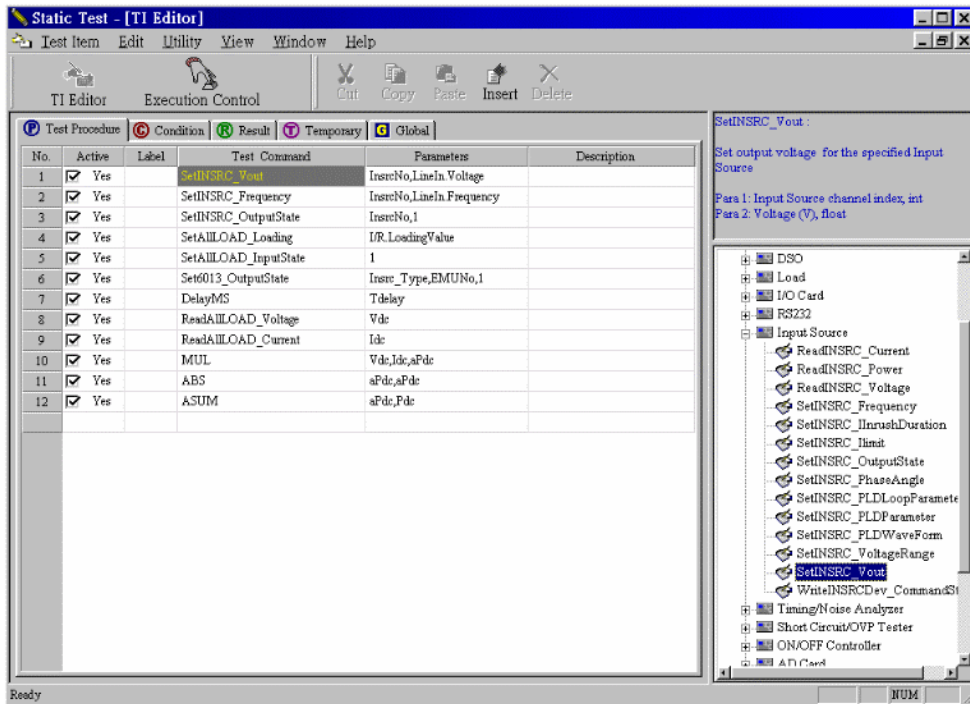 Static Test - [TI Editor]
Test Item Edit Utility View Window Help
TI Editor Execution Control Cut Copy Paste Insert Delete
P Test Procedure C Condition R Result T Temporary G Global
No. Active Label Test Command Parameters Description
1 Yes SetINSRC_Vout InsrcNo,LineIn.Voltage
2 Yes SetINSRC_Frequency InsrcNo,LineIn.Frequency
3 Yes SetINSRC_OutputState InsrcNo,1
4 Yes SetAllLOAD_Loading I/R.LoadingValue
5 Yes SetAllLOAD_InputState 1
6 Yes Set6013_OutputState Insrc_Type,EMUNo,1
7 Yes DelayMS Tdelay
8 Yes ReadAllLOAD_Voltage Vdc
9 Yes ReadAllLOAD_Current Idc
10 Yes MUL Vdc,Idc,aPdc
11 Yes ABS aPdc,aPdc
12 Yes ASUM aPdc,Pdc
SetINSRC_Vout :
Set output voltage for the specified Input
Source
Para 1: Input Source channel index, int
Para 2: Voltage (V), float
DSO
Load
I/O Card
RS232
Input Source
ReadINSRC_Current
ReadINSRC_Power
ReadINSRC_Voltage
SetINSRC_Frequency
SetINSRC_IInrushDuration
SetINSRC_Ilimit
SetINSRC_OutputState
SetINSRC_PhaseAngle
SetINSRC_PLDLoopParamete
SetINSRC_PLDParameter
SetINSRC_PLDWaveForm
SetINSRC_VoltageRange
SetINSRC_Vout
WriteINSRCDev_CommandSt
Timing/Noise Analyzer
Short Circuit/OVP Tester
ON/OFF Controller
AD Card
Ready NUM